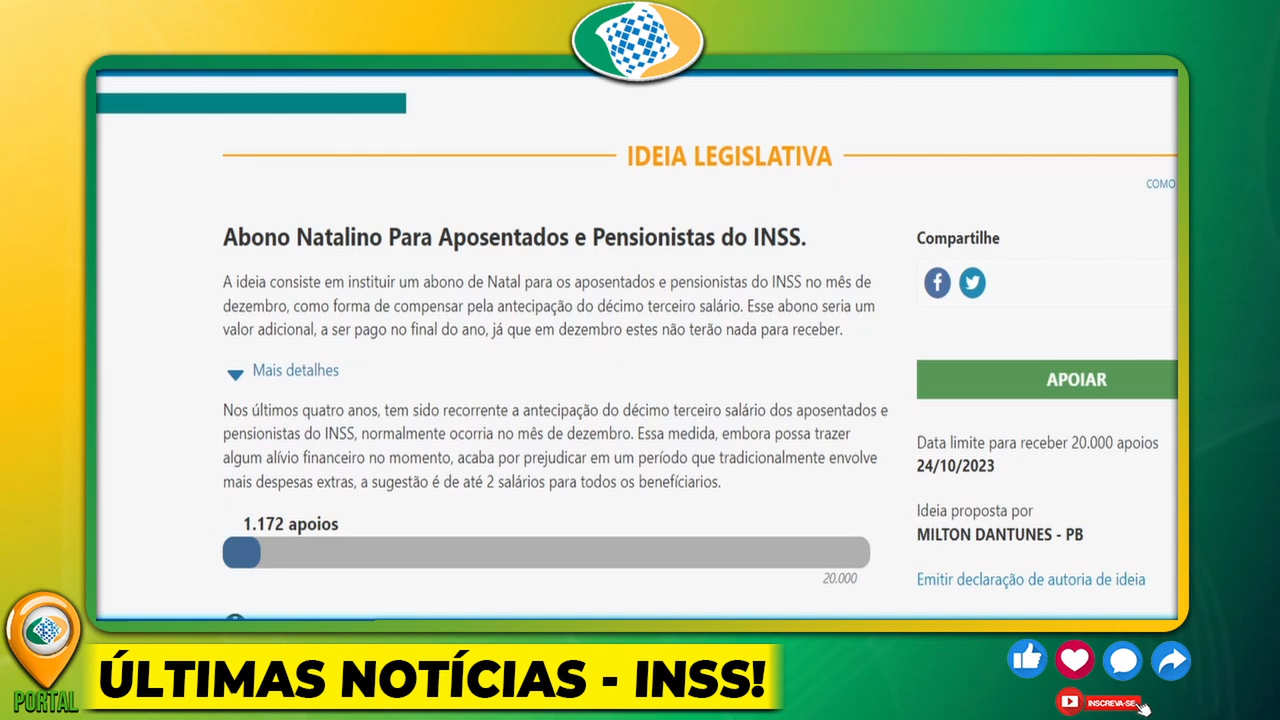 IDEIA LEGISLATIVA
COMO
Abono Natalino Para Aposentados e Pensionistas do INSS.
A ideia consiste em instituir um abono de Natal para os aposentados e pensionistas do INSS no mês de
dezembro, como forma de compensar pela antecipação do décimo terceiro salário. Esse abono seria um
valor adicional, a ser pago no final do ano, já que em dezembro estes não terão nada para receber.
Mais detalhes
Nos últimos quatro anos, tem sido recorrente a antecipação do décimo terceiro salário dos aposentados e
pensionistas do INSS, normalmente ocorria no mês de dezembro. Essa medida, embora possa trazer
algum alívio financeiro no momento, acaba por prejudicar em um período que tradicionalmente envolve
mais despesas extras, a sugestão é de até 2 salários para todos os benefíciarios.
1.172 apoios
20.000
Compartilhe
APOIAR
Data limite para receber 20.000 apoios
24/10/2023
Ideia proposta por
MILTON DANTUNES - PB
Emitir declaração de autoria de ideia
PORTAL
ÚLTIMAS NOTÍCIAS - INSS!
INSCREVA-SE